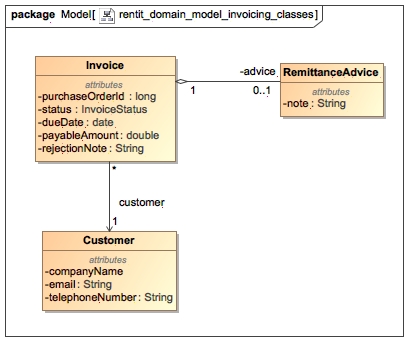 package Model[ rentit_domain_model_invoicing_classes]
Invoice
attributes
-purchaseOrderId : long
-status : InvoiceStatus
-dueDate : date
-payableAmount : double
-rejectionNote : String
1
-advice
0..1
RemittanceAdvice
attributes
-note : String
*
customer
1
Customer
attributes
-companyName
-email : String
-telephoneNumber : String